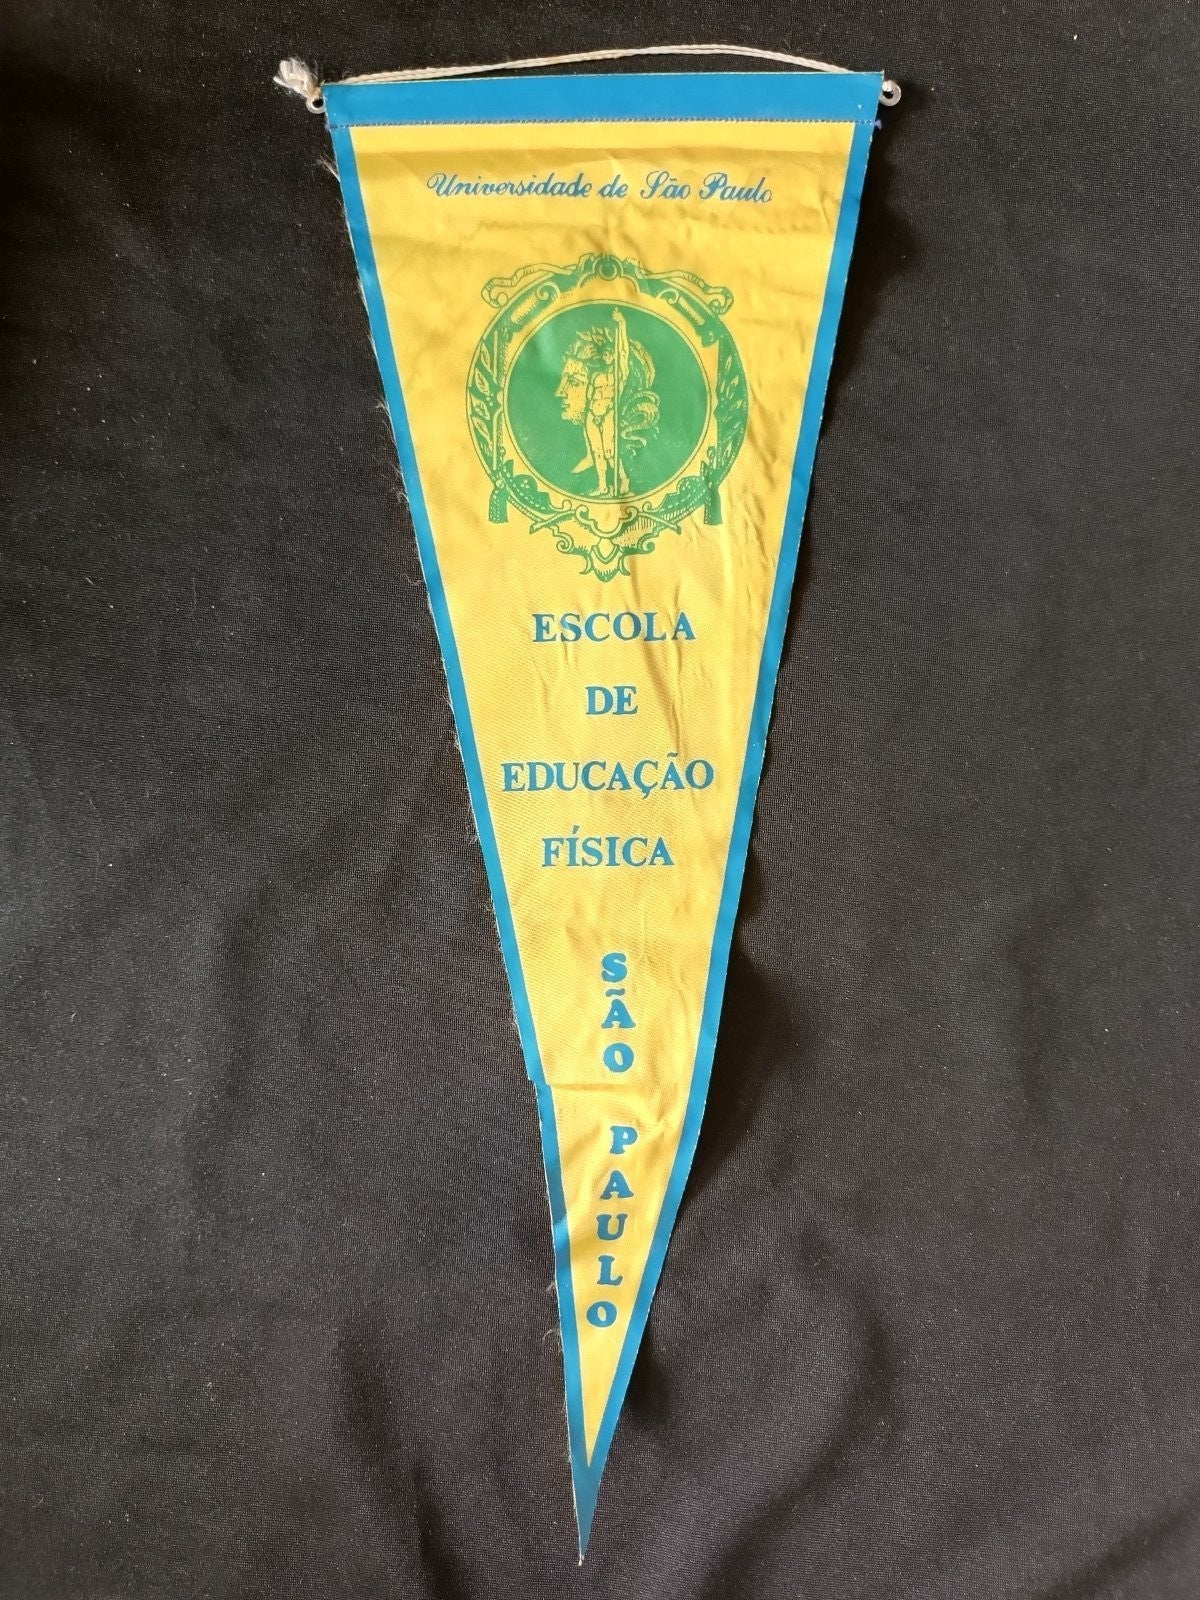 Universidade de São Paulo
ESCOLA
DE
EDUCAÇÃO
FÍSICA
SÃO
PAULO